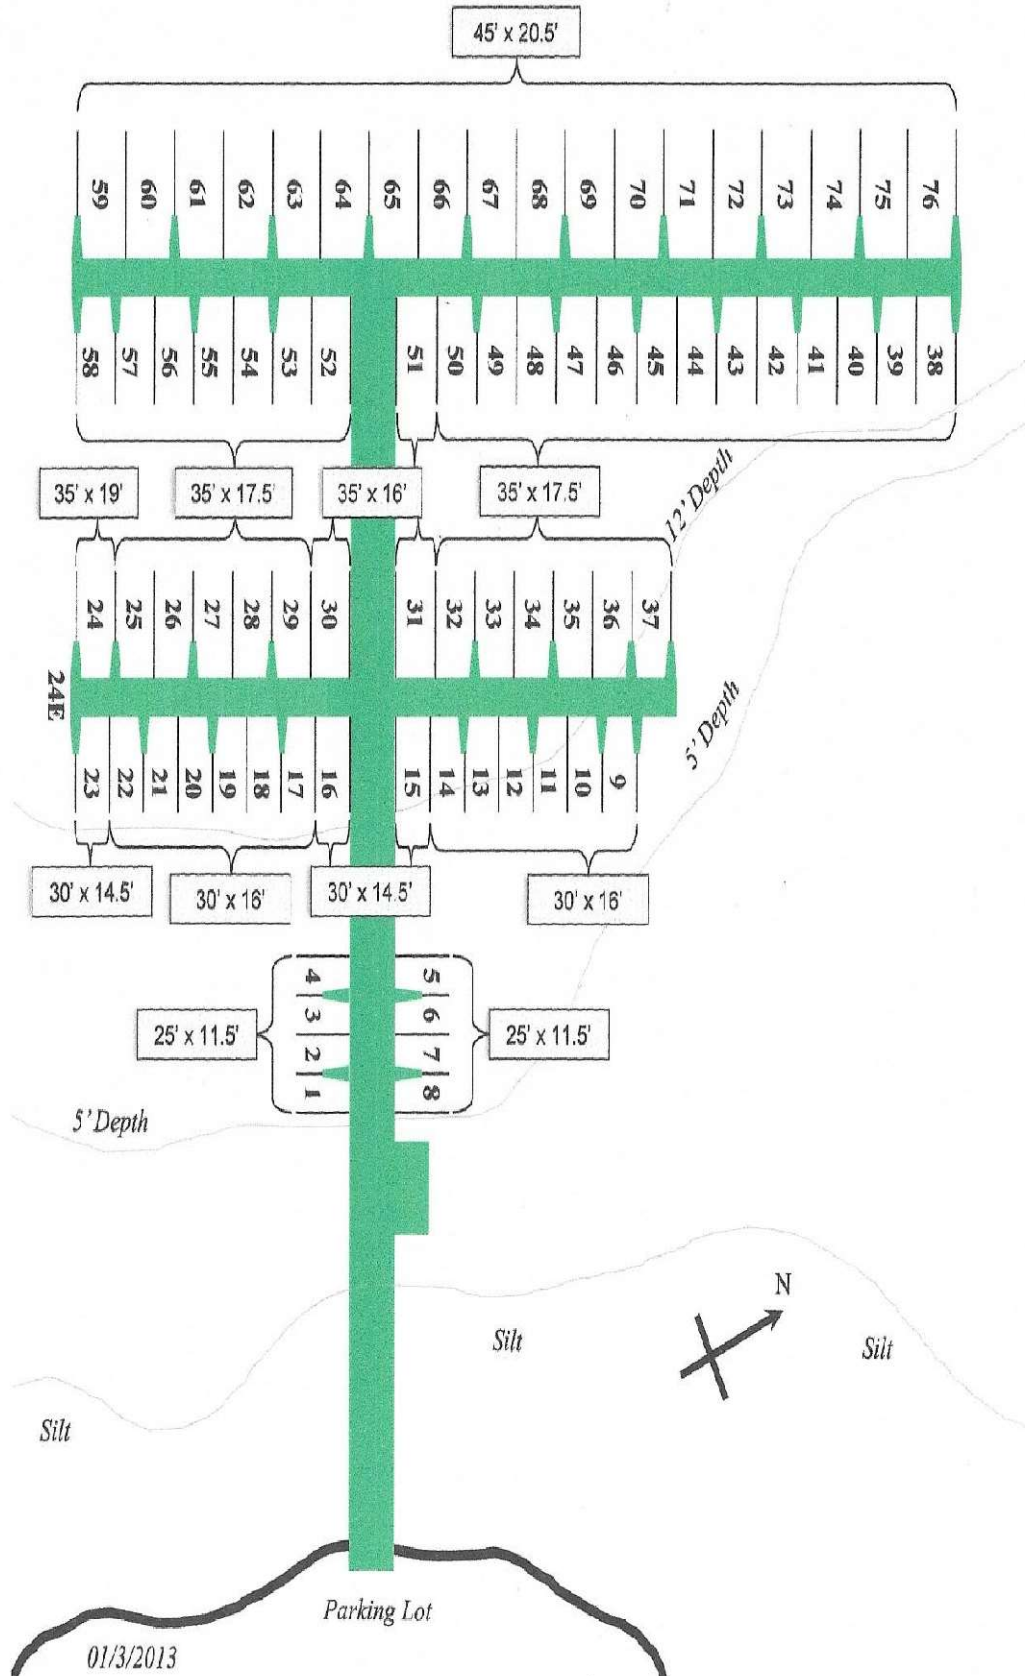 45' x 20.5'
59 60 61 62 63 64 65 66 67 68 69 70 71 72 73 74 75 76
58 57 56 55 54 53 52 51 50 49 48 47 46 45 44 43 42 41 40 39 38
35' x 19' 35' x 17.5' 35' x 16' 35' x 17.5'
12' Depth
24 25 26 27 28 29 30 31 32 33 34 35 36 37
24E
5' Depth
23 22 21 20 19 18 17 16 15 14 13 12 11 10 9
30' x 14.5' 30' x 16' 30' x 14.5' 30' x 16'
4 5
3 6
25' x 11.5' 25' x 11.5'
2 7
1 8
5' Depth
N
Silt
Silt
Silt
Parking Lot
01/3/2013